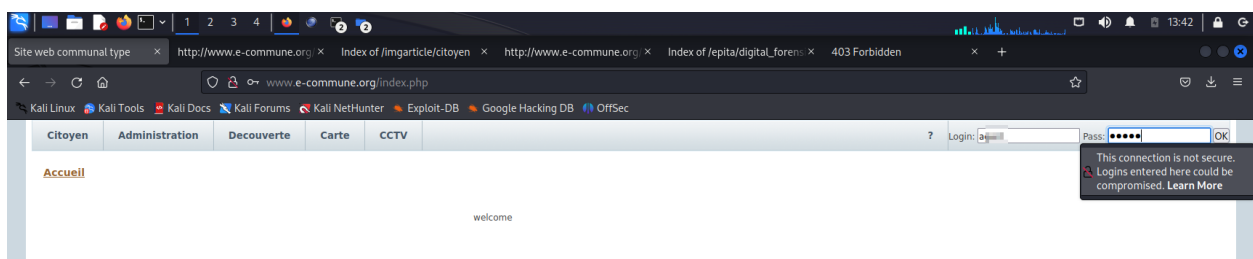 1 2 3 4 2 2 13:42
Site web communal type × http://www.e-commune.org/ × Index of /imgarticle/citoyen × http://www.e-commune.org/ × Index of /epita/digital_forens × 403 Forbidden × +
www.e-commune.org/index.php
Kali Linux Kali Tools Kali Docs Kali Forums Kali NetHunter Exploit-DB Google Hacking DB OffSec
Citoyen Administration Decouverte Carte CCTV ? Login: Pass: ••••• OK
This connection is not secure.
Logins entered here could be
compromised. Learn More
Accueil
welcome